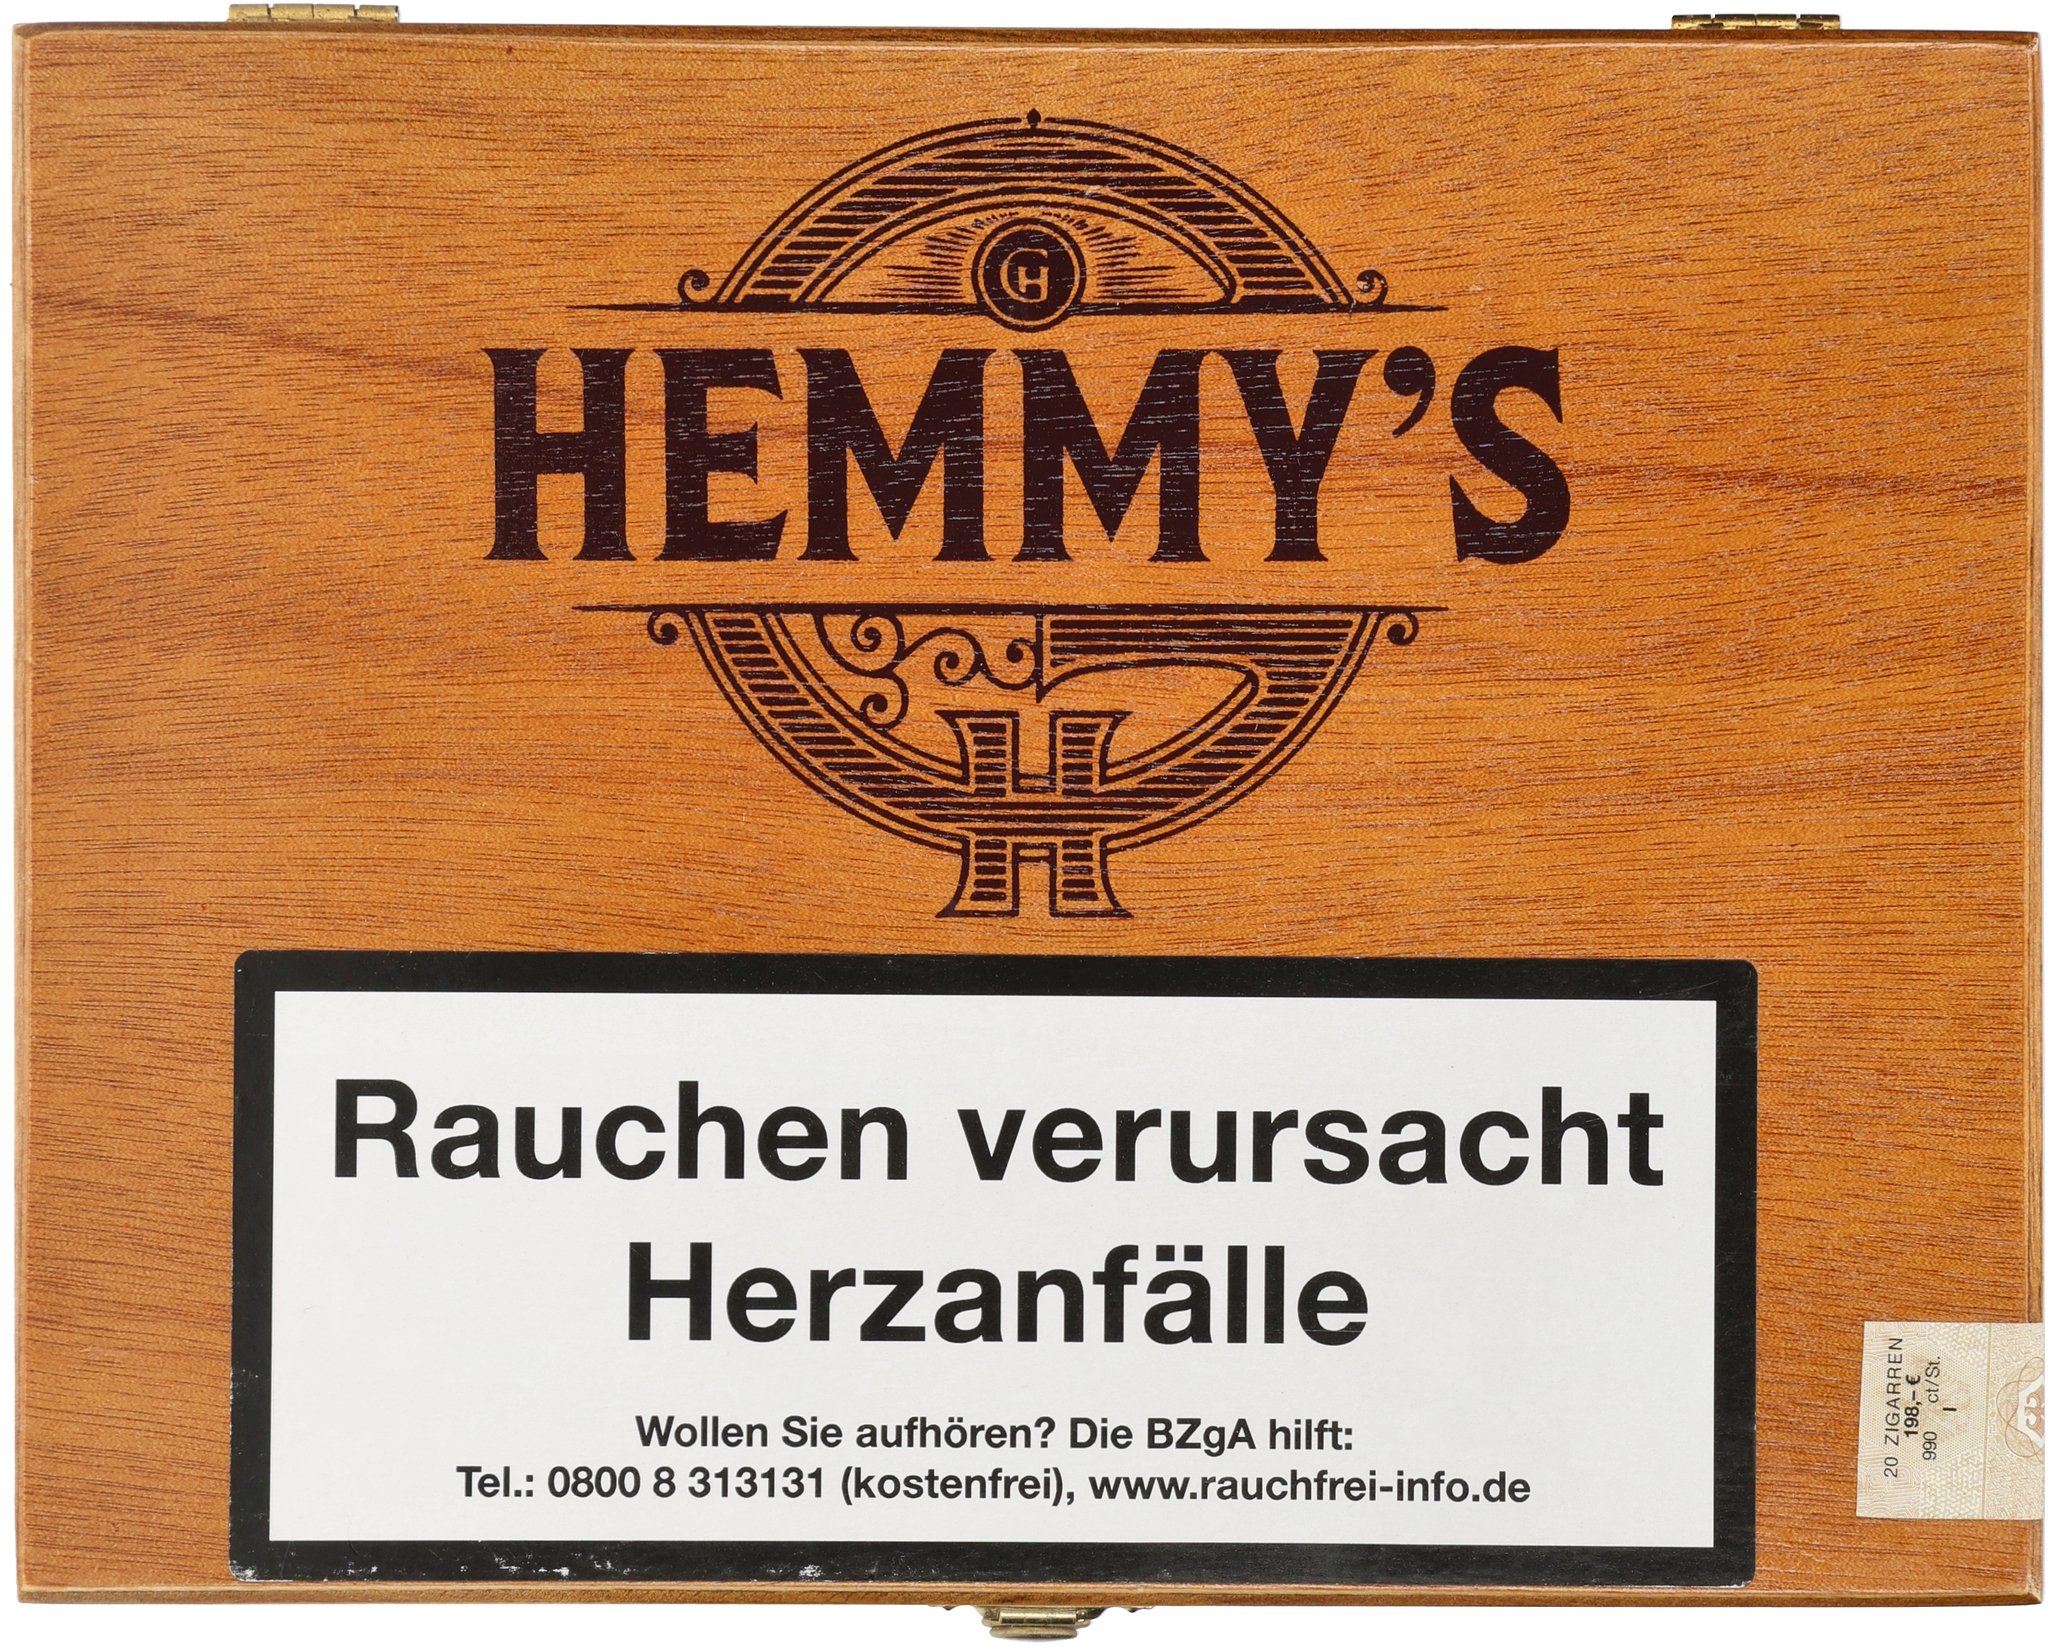 GH
HEMMY'S
H
Rauchen verursacht
Herzanfälle
Wollen Sie aufhören? Die BZgA hilft:
Tel.: 0800 8 313131 (kostenfrei), www.rauchfrei-info.de
20 ZIGARREN
198,– €
990 ct/St.
I